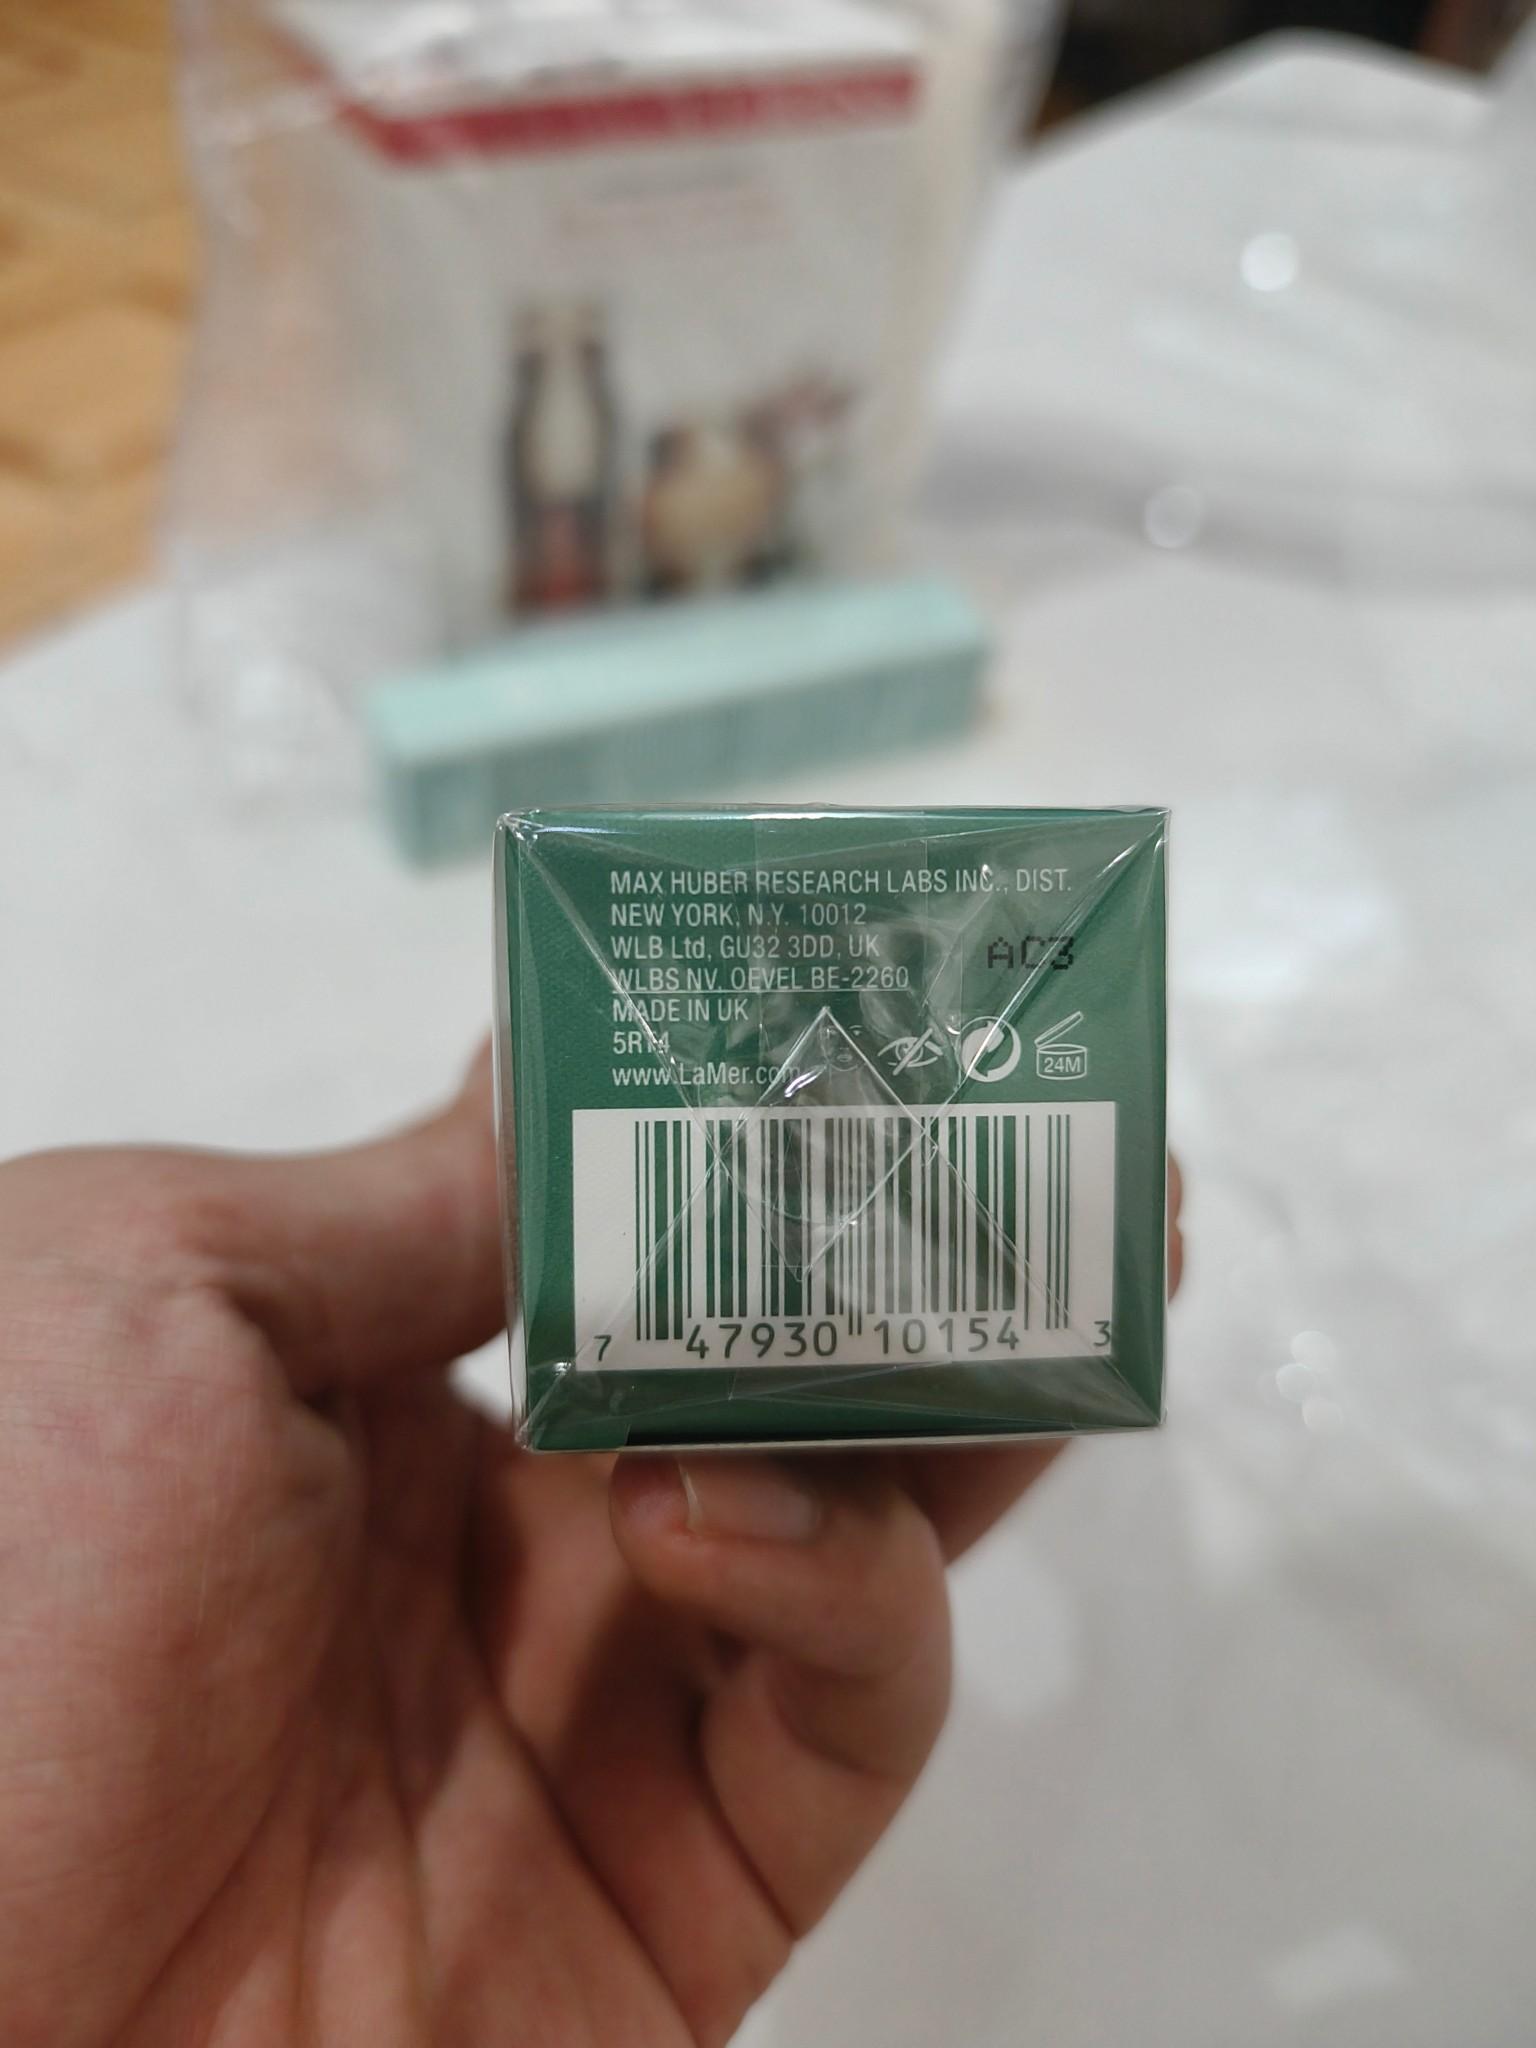 MAX HUBER RESEARCH LABS INC., DIST.
NEW YORK, N.Y. 10012
WLB Ltd, GU32 3DD, UK
AC3
WLBS NV, OEVEL BE-2260
MADE IN UK
5RT4
www.LaMer.com
24M
7 47930 10154 3